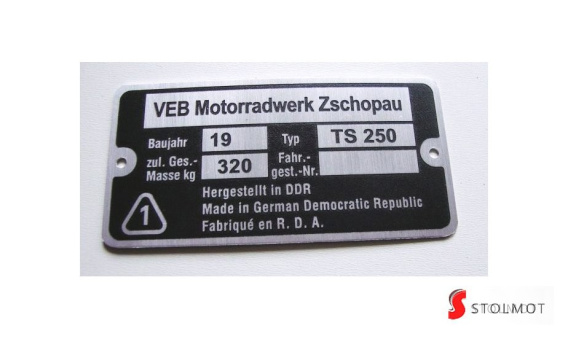 VEB Motorradwerk Zschopau
Baujahr 19 Typ TS 250
zul. Ges.- Masse kg 320 Fahr.- gest.-Nr.
Hergestellt in DDR
Made in German Democratic Republic
Fabriqué en R. D. A.
1
STOLMOT